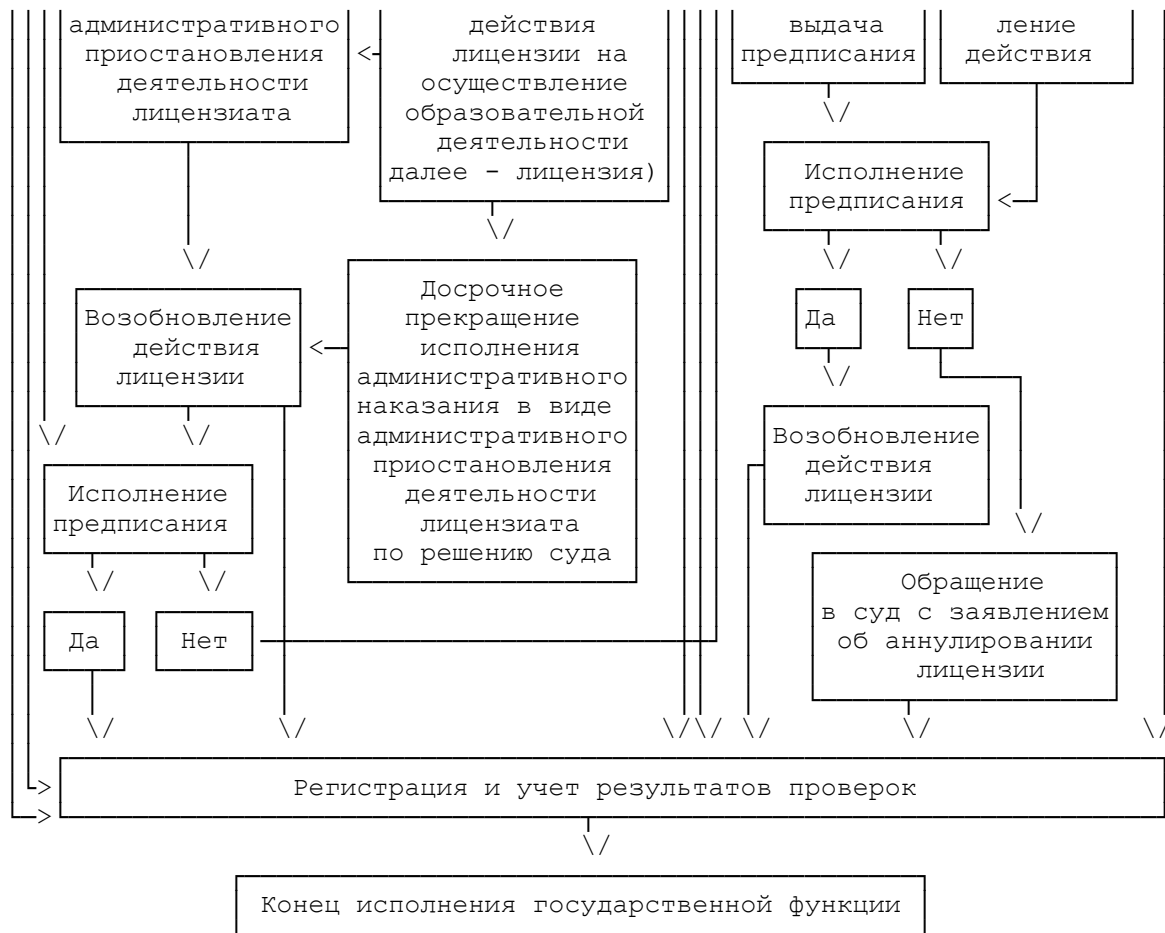 административного
приостановления
деятельности
лицензиата
действия
лицензии на
осуществление
образовательной
деятельности
далее - лицензия)
выдача
предписания
ление
действия
Исполнение
предписания
Да
Нет
Возобновление
действия
лицензии
Досрочное
прекращение
исполнения
административного
наказания в виде
административного
приостановления
деятельности
лицензиата
по решению суда
Возобновление
действия
лицензии
Исполнение
предписания
Да
Нет
Обращение
в суд с заявлением
об аннулировании
лицензии
Регистрация и учет результатов проверок
Конец исполнения государственной функции